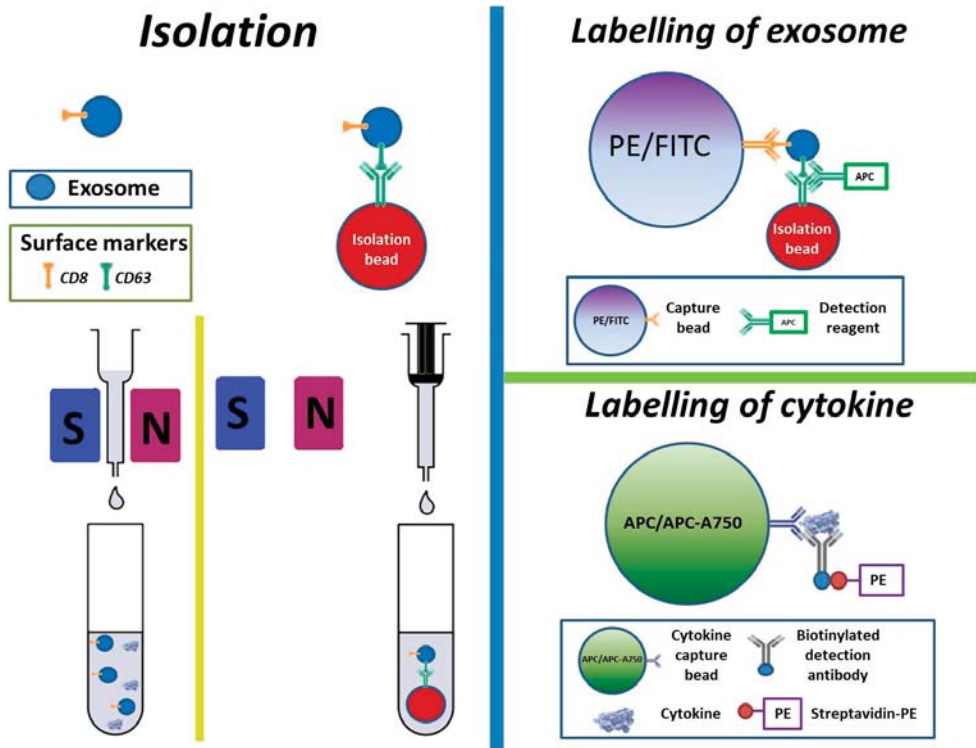 Isolation
Exosome
Surface markers
CD8 CD63
Isolation
bead
S N
S N
Labelling of exosome
PE/FITC
APC
Isolation
bead
PE/FITC
Capture
bead
APC
Detection
reagent
Labelling of cytokine
APC/APC-A750
PE
APC/APC-A750
Cytokine
capture
bead
Biotinylated
detection
antibody
Cytokine
PE
Streptavidin-PE